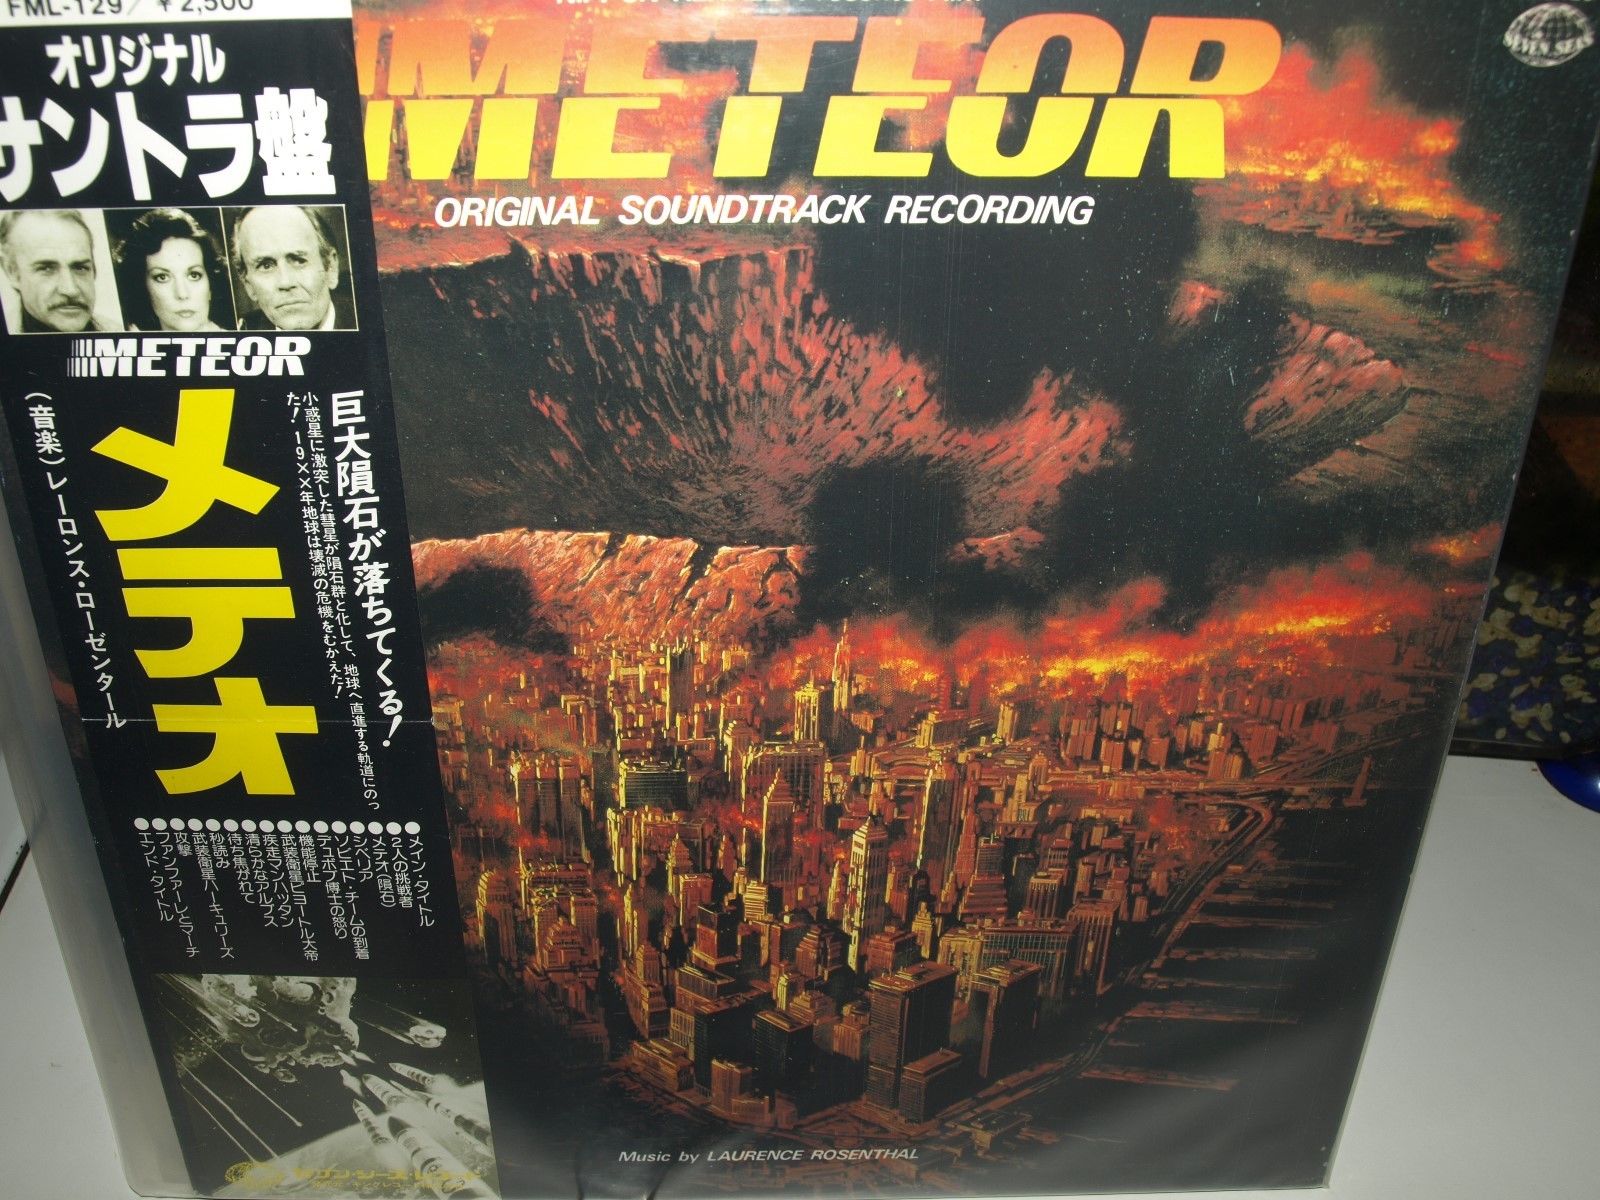 FML-129/ ¥2,500
オリジナル
サントラ盤
METEOR
メテオ
(音楽)レーロンス・ローゼンタール
巨大隕石が落ちてくる!
小惑星に激突した彗星が隕石群と化して、地球へ直進する軌道にのっ
た! 19××年地球は壊滅の危機をむかえた!
●メイン・タイトル
●2人の挑戦者
●メテオ(隕石)
●シベリア
●ソビエト・チームの到着
●デュボブ博士の怒り
●機能停止
●武装衛星ピョートル大帝
●疾走マンハッタン
●清らかなアルプス
●待ち焦がれて
●秒読み
●武装衛星ハーキュリーズ
●攻撃
●ファンファーレとマーチ
●エンド・タイトル
METEOR
ORIGINAL SOUNDTRACK RECORDING
SEVEN SEAS
Music by LAURENCE ROSENTHAL